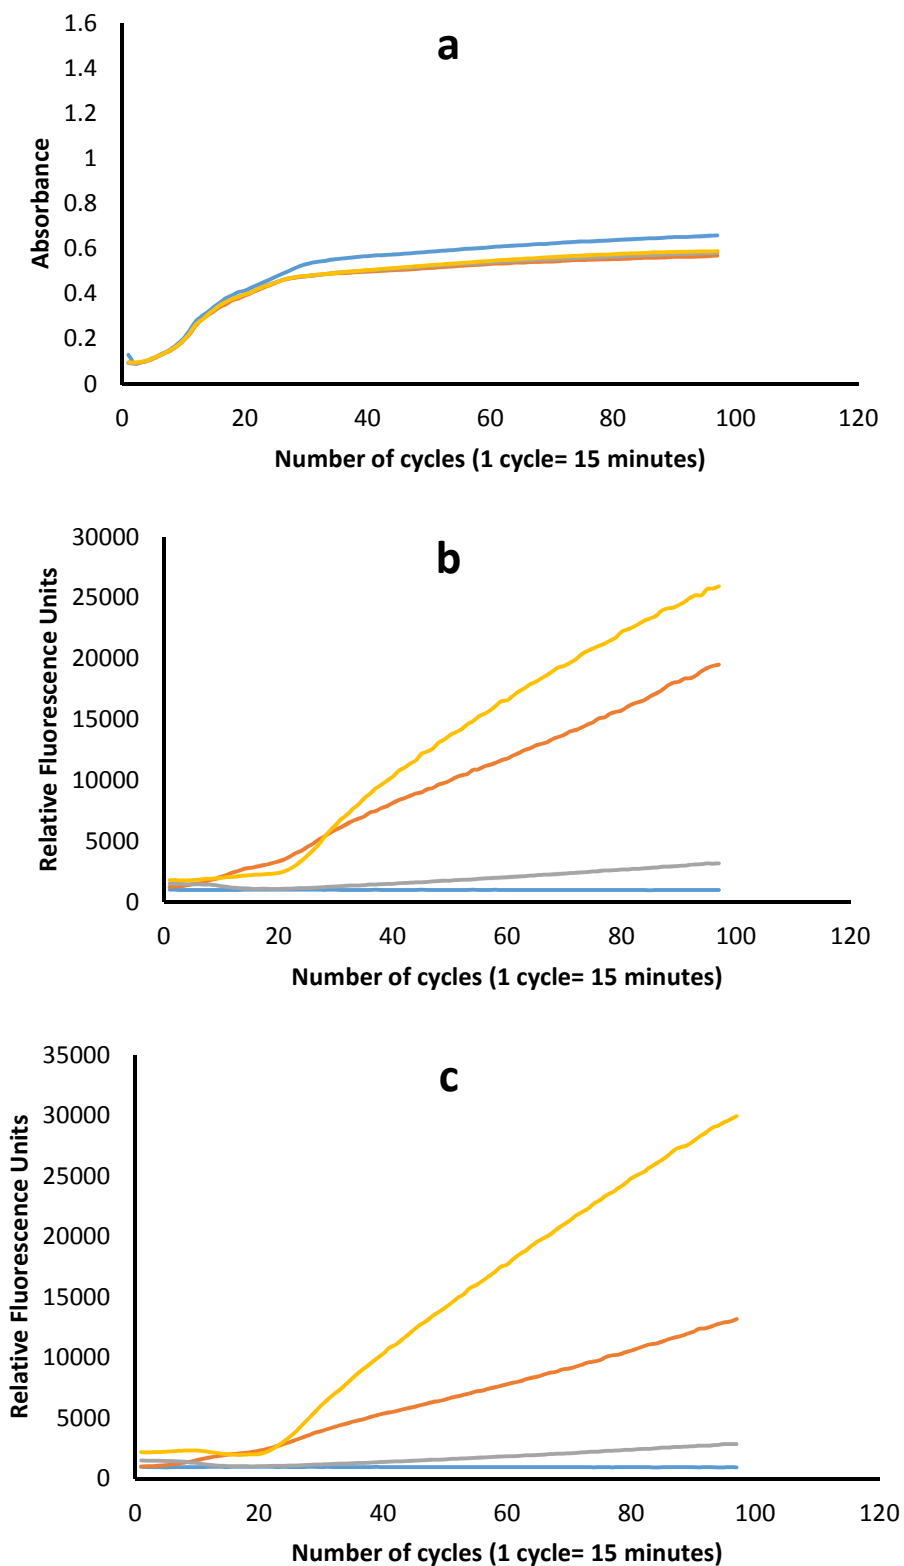 a
1.6
1.4
1.2
1
0.8
0.6
0.4
0.2
0
Absorbance
0 20 40 60 80 100 120
Number of cycles (1 cycle= 15 minutes)
b
30000
25000
20000
15000
10000
5000
0
Relative Fluorescence Units
0 20 40 60 80 100 120
Number of cycles (1 cycle= 15 minutes)
c
35000
30000
25000
20000
15000
10000
5000
0
Relative Fluorescence Units
0 20 40 60 80 100 120
Number of cycles (1 cycle= 15 minutes)